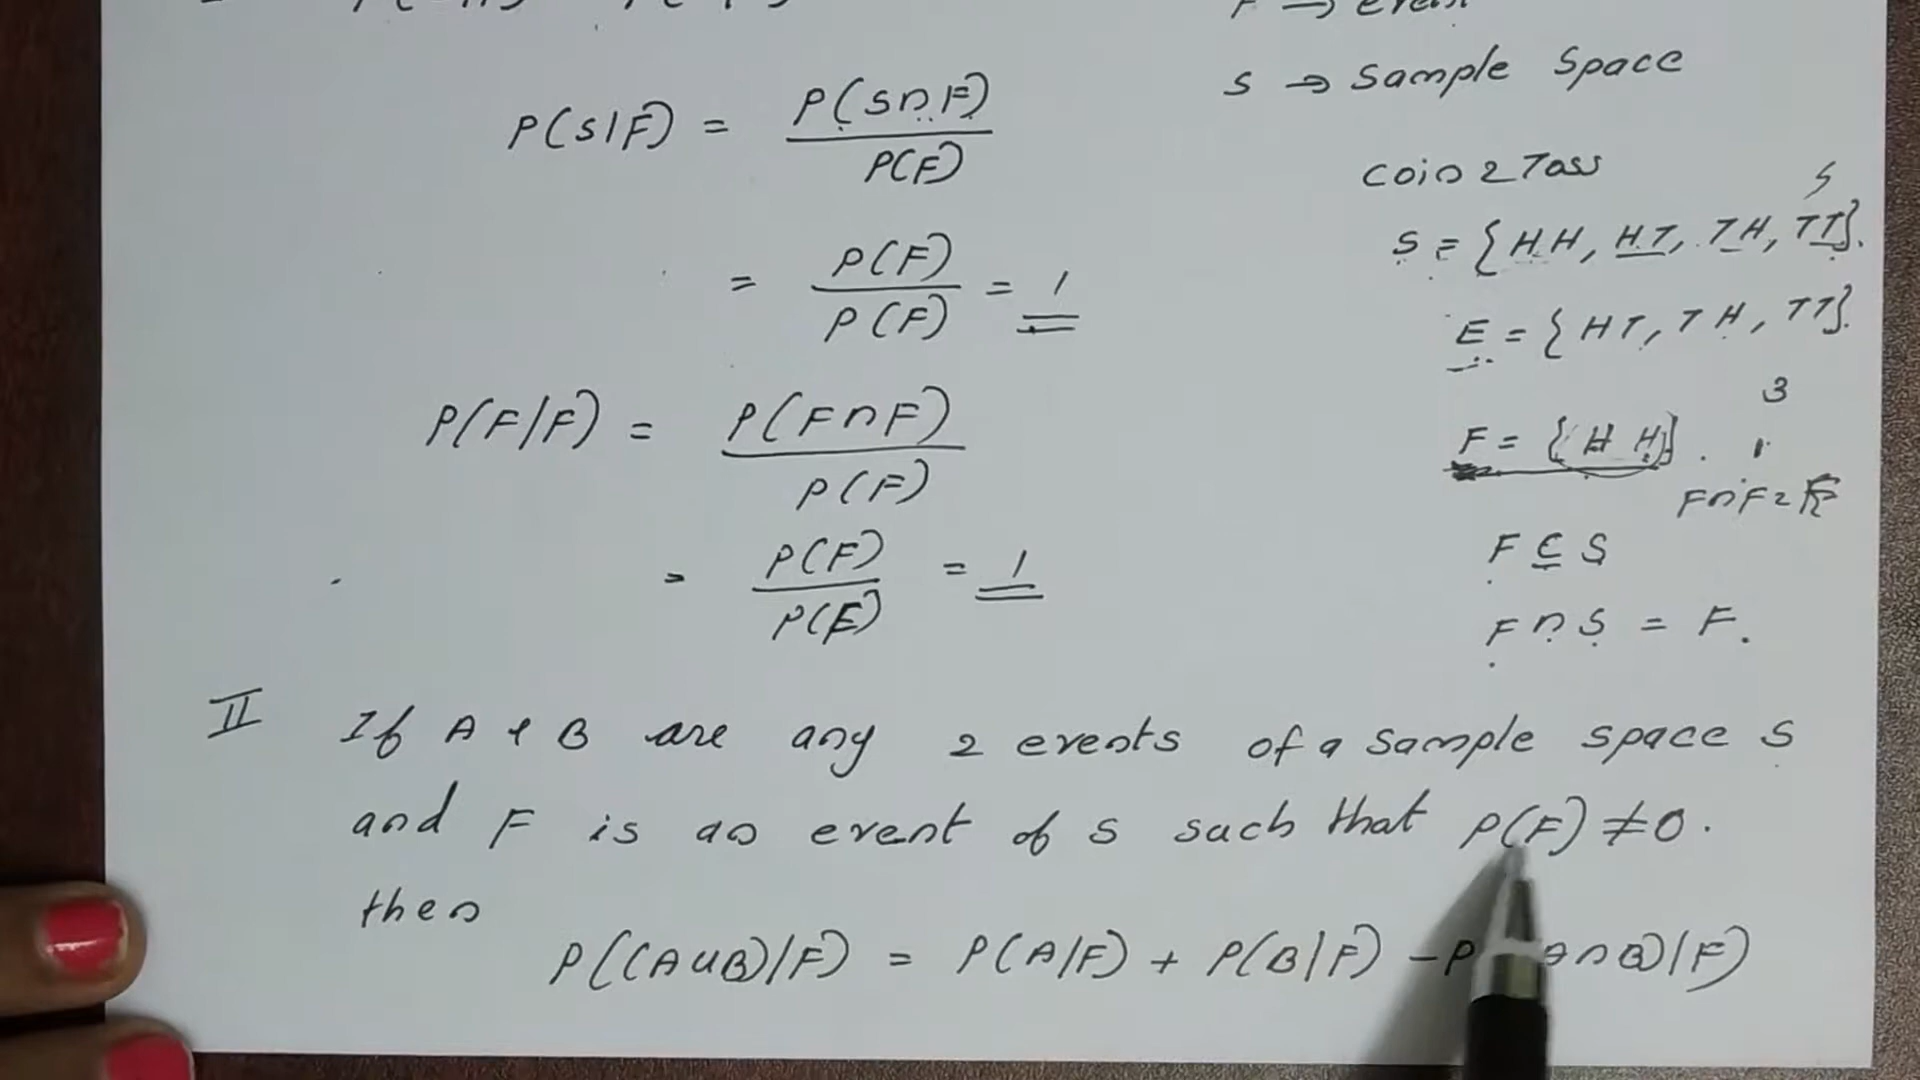 S → Sample Space
P(S/F) = P(S∩F) / P(F)
Coin 2 Toss
S
S = {HH, HT, TH, TT}.
= P(F) / P(F) = 1
E = {HT, TH, TT}.
3
P(F/F) = P(F∩F) / P(F)
F = {HH}. 1
F∩F = F
= P(F) / P(F) = 1
F ⊆ S
F ∩ S = F.
II If A & B are any 2 events of a sample space S
and F is an event of S such that P(F) ≠ 0.
then
P((A∪B)/F) = P(A/F) + P(B/F) - P A∩B)/F)